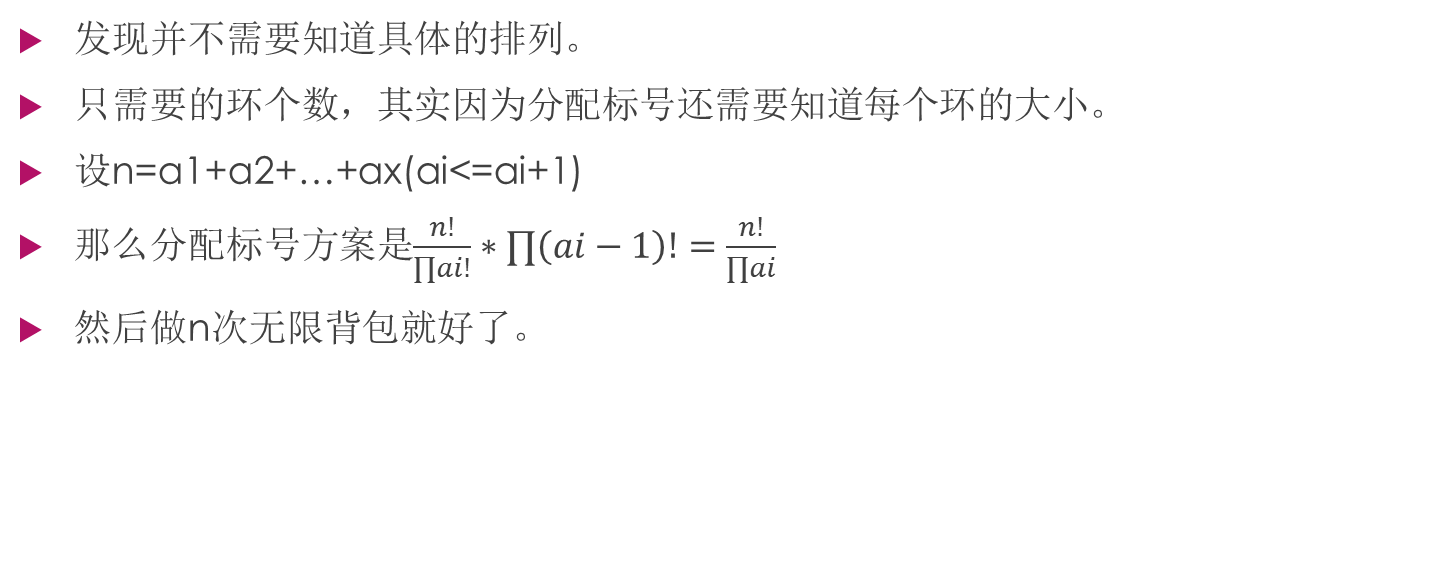 发现并不需要知道具体的排列。
只需要的环个数，其实因为分配标号还需要知道每个环的大小。
设n=a1+a2+…+ax(ai<=ai+1)
那么分配标号方案是n!/∏ai! * ∏(ai − 1)! = n!/∏ai
然后做n次无限背包就好了。